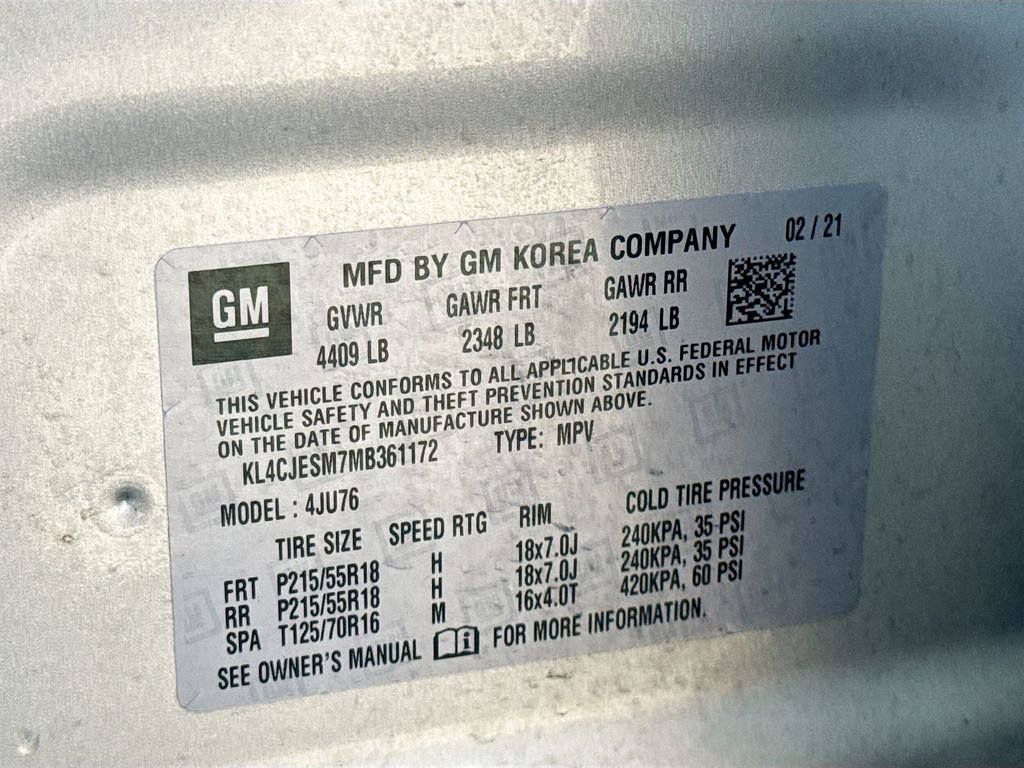 GM
MFD BY GM KOREA COMPANY 02 / 21
GVWR GAWR FRT GAWR RR
4409 LB 2348 LB 2194 LB
THIS VEHICLE CONFORMS TO ALL APPLICABLE U.S. FEDERAL MOTOR
VEHICLE SAFETY AND THEFT PREVENTION STANDARDS IN EFFECT
ON THE DATE OF MANUFACTURE SHOWN ABOVE.
KL4CJESM7MB361172 TYPE: MPV
MODEL : 4JU76
TIRE SIZE SPEED RTG RIM COLD TIRE PRESSURE
FRT P215/55R18 H 18x7.0J 240KPA, 35 PSI
RR P215/55R18 H 18x7.0J 240KPA, 35 PSI
SPA T125/70R16 M 16x4.0T 420KPA, 60 PSI
SEE OWNER'S MANUAL i FOR MORE INFORMATION.